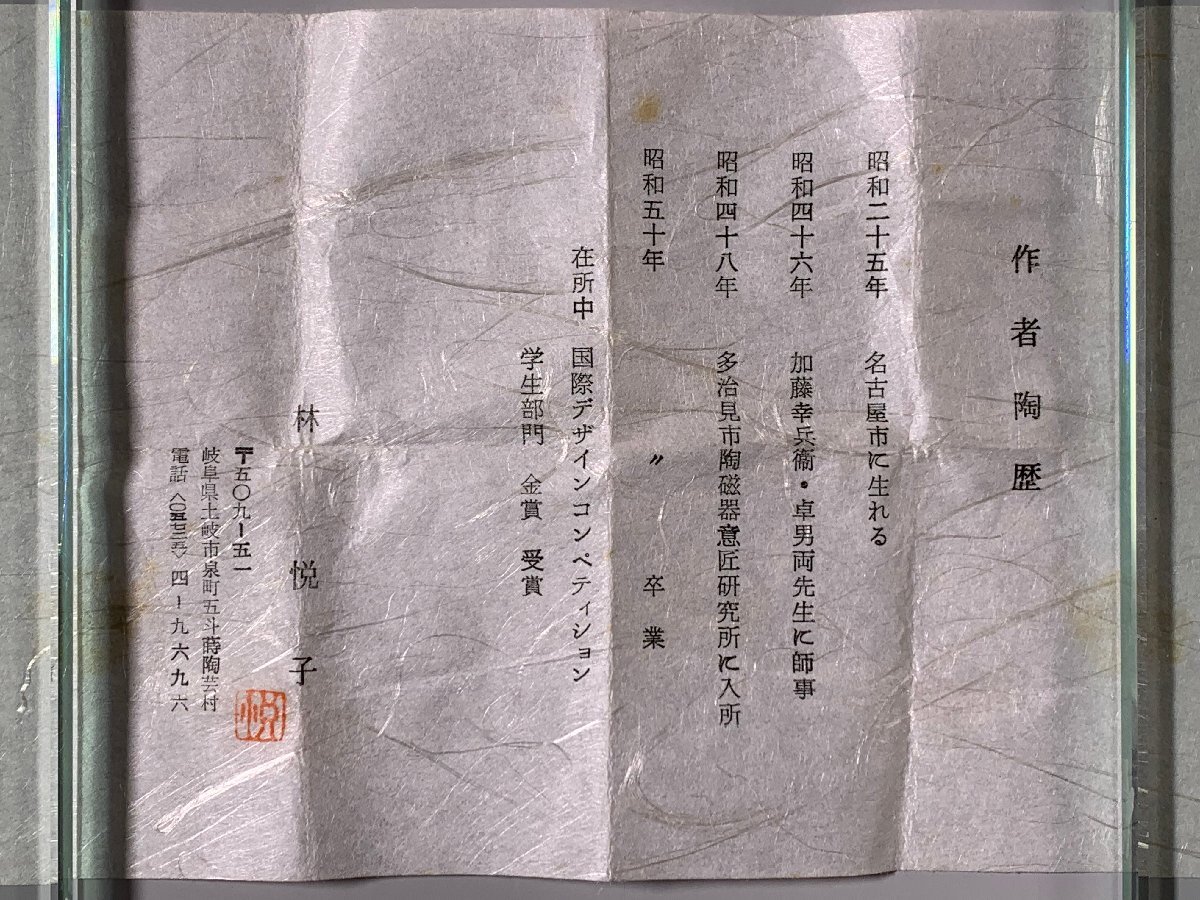 作者陶歴
昭和二十五年 名古屋市に生れる
昭和四十六年 加藤幸兵衛・卓男両先生に師事
昭和四十八年 多治見市陶磁器意匠研究所に入所
昭和五十年 〃 卒業
在所中 国際デザインコンペティション
学生部門 金賞 受賞
林悦子
悦
〒五〇九ー五一
岐阜県土岐市泉町五斗蒔陶芸村
電話 四ー九六九六